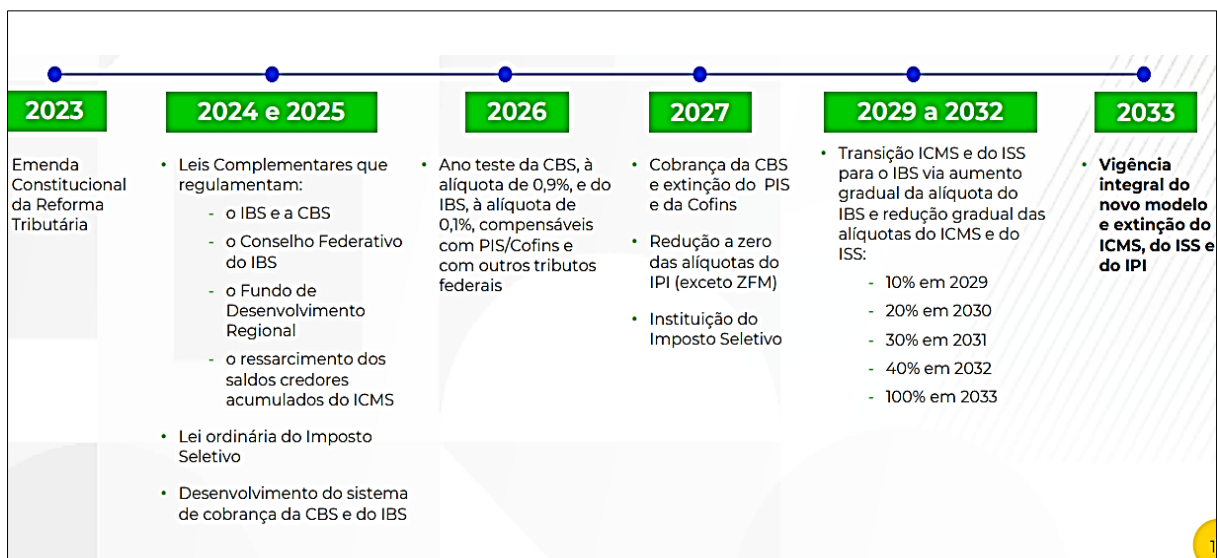 2023
Emenda
Constitucional
da Reforma
Tributária
2024 e 2025
• Leis Complementares que
regulamentam:
- o IBS e a CBS
- o Conselho Federativo
do IBS
- o Fundo de
Desenvolvimento
Regional
- o ressarcimento dos
saldos credores
acumulados do ICMS
• Lei ordinária do Imposto
Seletivo
• Desenvolvimento do sistema
de cobrança da CBS e do IBS
2026
• Ano teste da CBS, à
alíquota de 0,9%, e do
IBS, à alíquota de
0,1%, compensáveis
com PIS/Cofins e
com outros tributos
federais
2027
• Cobrança da CBS
e extinção do PIS
e da Cofins
• Redução a zero
das alíquotas do
IPI (exceto ZFM)
• Instituição do
Imposto Seletivo
2029 a 2032
• Transição ICMS e do ISS
para o IBS via aumento
gradual da alíquota do
IBS e redução gradual das
alíquotas do ICMS e do
ISS:
- 10% em 2029
- 20% em 2030
- 30% em 2031
- 40% em 2032
- 100% em 2033
2033
• Vigência
integral do
novo modelo
e extinção do
ICMS, do ISS e
do IPI